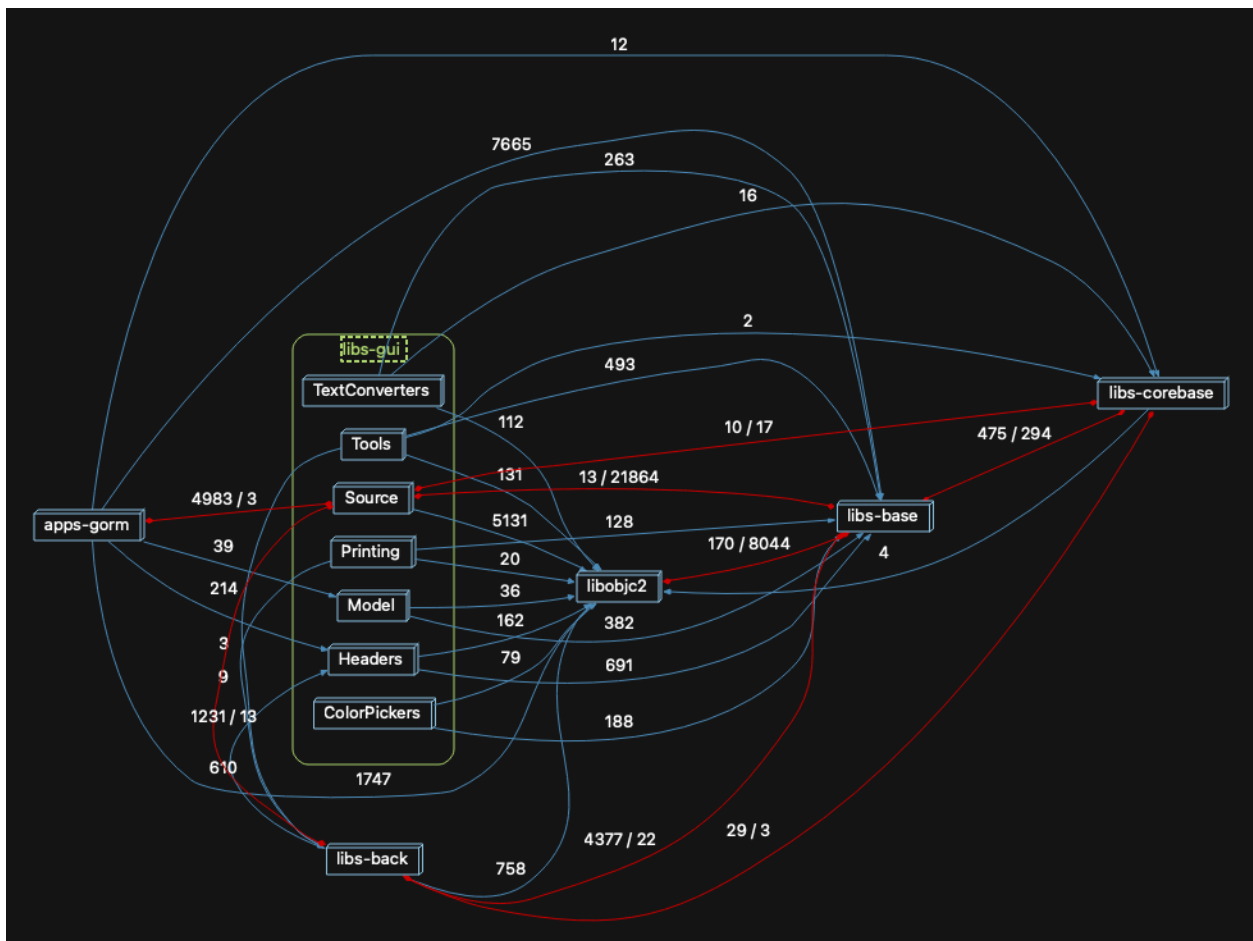 12
7665
263
16
2
libs-gui
TextConverters
libs-corebase
493
112
10 / 17
475 / 294
Tools
131
13 / 21864
4983 / 3
Source
apps-gorm
5131
128
libs-base
39
Printing
20
170 / 8044
4
libobjc2
214
Model
36
162
382
3
Headers
79
691
9
1231 / 13
ColorPickers
188
610
1747
4377 / 22
29 / 3
libs-back
758